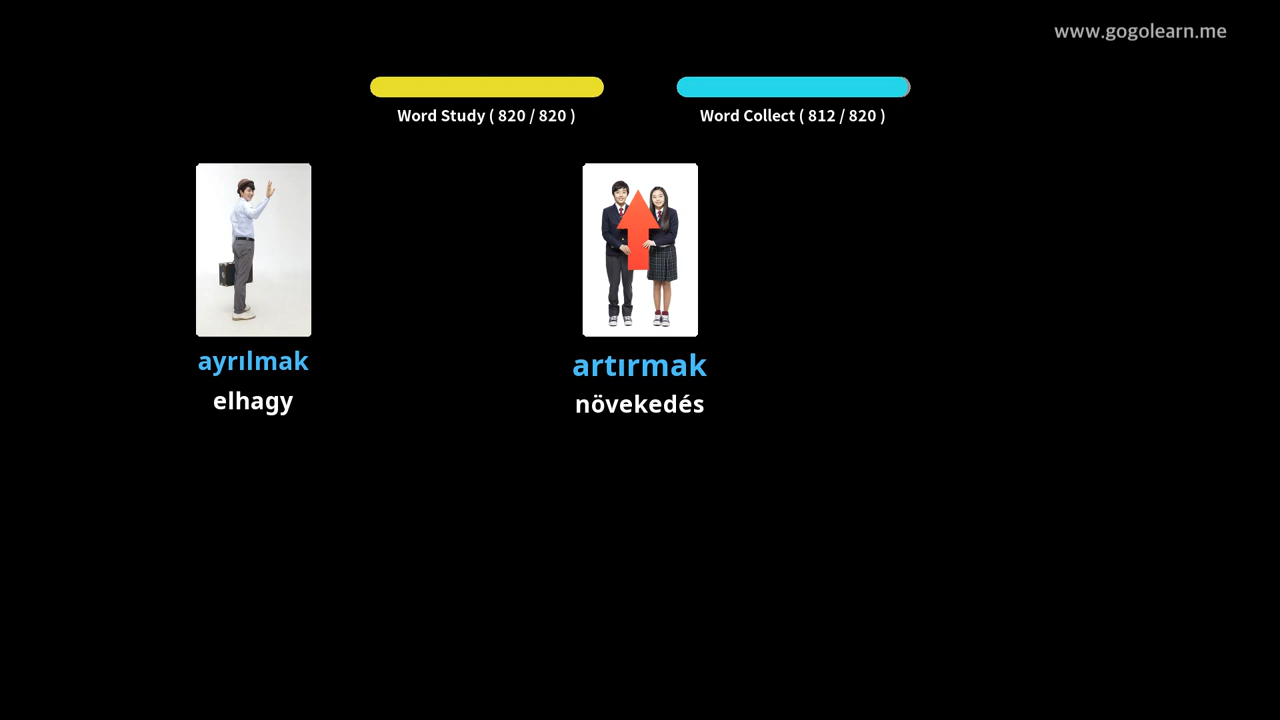 www.gogolearn.me
Word Study ( 820 / 820 )
Word Collect ( 812 / 820 )
ayrılmak
elhagy
artırmak
növekedés